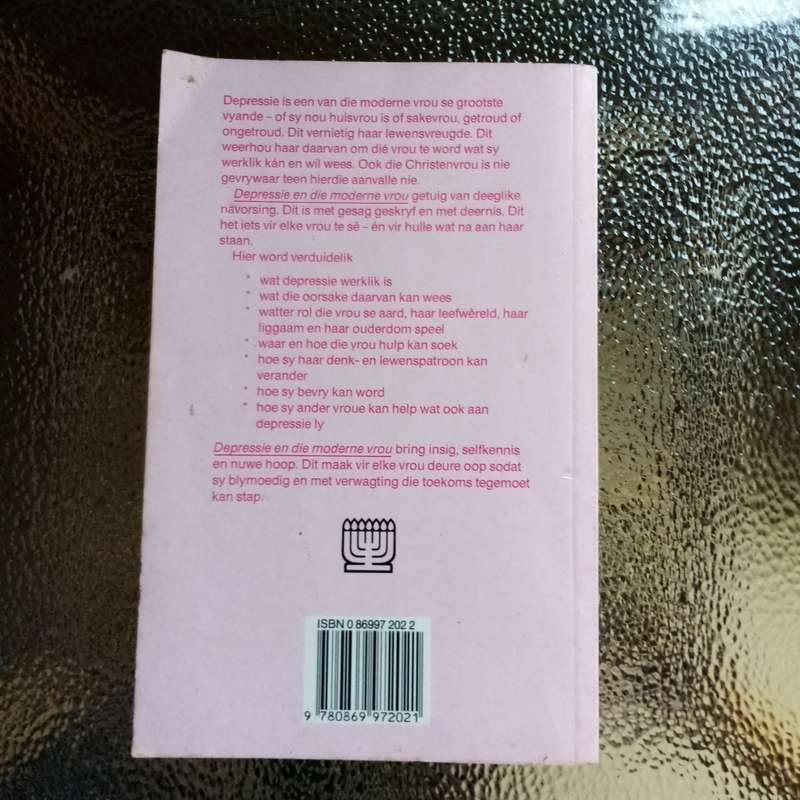 Depressie is een van die moderne vrou se grootste
vyande – of sy nou huisvrou is of sakevrou, getroud of
ongetroud. Dit vernietig haar lewensvreugde. Dit
weerhou haar daarvan om dié vrou te word wat sy
werklik kán en wil wees. Ook die Christenvrou is nie
gevrywaar teen hierdie aanvalle nie.
Depressie en die moderne vrou getuig van deeglike
navorsing. Dit is met gesag geskryf en met deernis. Dit
het iets vir elke vrou te sê – én vir hulle wat na aan haar
staan.
Hier word verduidelik
* wat depressie werklik is
* wat die oorsake daarvan kan wees
* watter rol die vrou se aard, haar leefwêreld, haar
liggaam en haar ouderdom speel
* waar en hoe die vrou hulp kan soek
* hoe sy haar denk- en lewenspatroon kan
verander
* hoe sy bevry kan word
* hoe sy ander vroue kan help wat ook aan
depressie ly
Depressie en die moderne vrou bring insig, selfkennis
en nuwe hoop. Dit maak vir elke vrou deure oop sodat
sy blymoedig en met verwagting die toekoms tegemoet
kan stap.
ISBN 0 86997 202 2
9 780869 972021